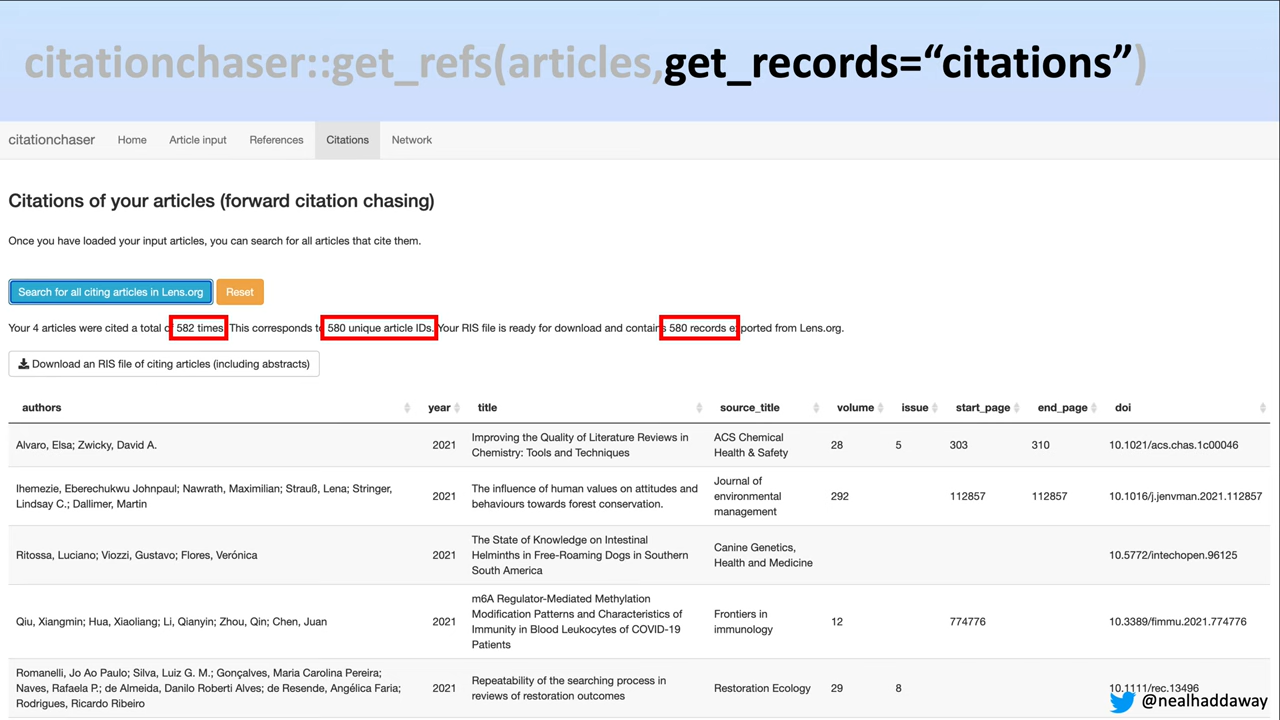 citationchaser::get_refs(articles,get_records=“citations”)
citationchaser Home Article input References Citations Network
Citations of your articles (forward citation chasing)
Once you have loaded your input articles, you can search for all articles that cite them.
Search for all citing articles in Lens.org Reset
Your 4 articles were cited a total 582 times This corresponds 580 unique article IDs. Your RIS file is ready for download and contains 580 records exported from Lens.org.
Download an RIS file of citing articles (including abstracts)
authors year title source_title volume issue start_page end_page doi
Alvaro, Elsa; Zwicky, David A. 2021 Improving the Quality of Literature Reviews in ACS Chemical 28 5 303 310 10.1021/acs.chas.1c00046
Chemistry: Tools and Techniques Health & Safety
Ihemezie, Eberechukwu Johnpaul; Nawrath, Maximilian; Strauß, Lena; Stringer, 2021 The influence of human values on attitudes and Journal of 292 112857 112857 10.1016/j.jenvman.2021.112857
Lindsay C.; Dallimer, Martin behaviours towards forest conservation. environmental
management
Ritossa, Luciano; Viozzi, Gustavo; Flores, Verónica 2021 The State of Knowledge on Intestinal Canine Genetics, 10.5772/intechopen.96125
Helminths in Free-Roaming Dogs in Southern Health and Medicine
South America
Qiu, Xiangmin; Hua, Xiaoliang; Li, Qianyin; Zhou, Qin; Chen, Juan 2021 m6A Regulator-Mediated Methylation Frontiers in 12 774776 10.3389/fimmu.2021.774776
Modification Patterns and Characteristics of immunology
Immunity in Blood Leukocytes of COVID-19
Patients
Romanelli, Jo Ao Paulo; Silva, Luiz G. M.; Gonçalves, Maria Carolina Pereira; 2021 Repeatability of the searching process in Restoration Ecology 29 8 10.1111/rec.13496
Naves, Rafaela P.; de Almeida, Danilo Roberti Alves; de Resende, Angélica Faria; reviews of restoration outcomes
Rodrigues, Ricardo Ribeiro
@nealhaddaway